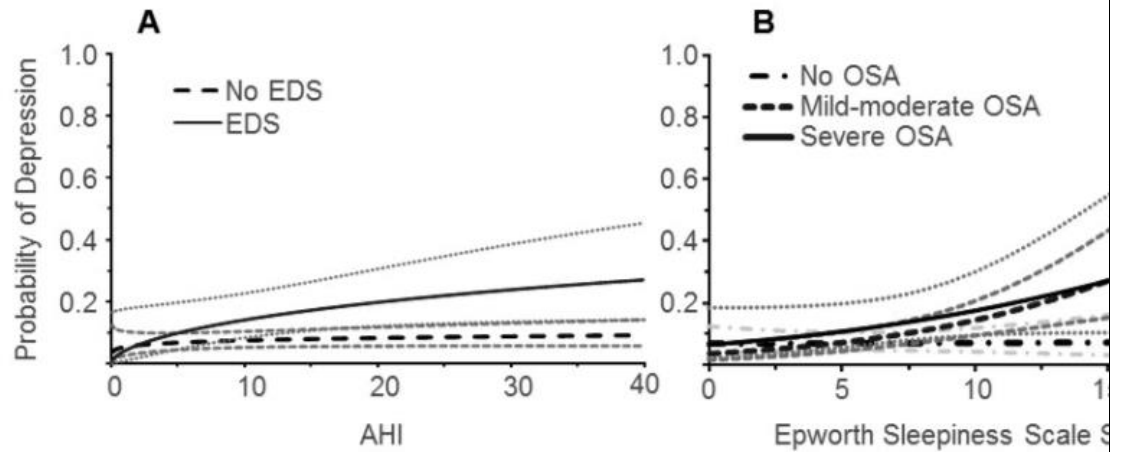 A
Probability of Depression
1.0
0.8
0.6
0.4
0.2
No EDS
EDS
0 10 20 30 40
AHI
B
1.0
0.8
0.6
0.4
0.2
No OSA
Mild-moderate OSA
Severe OSA
0 5 10
Epworth Sleepiness Scale